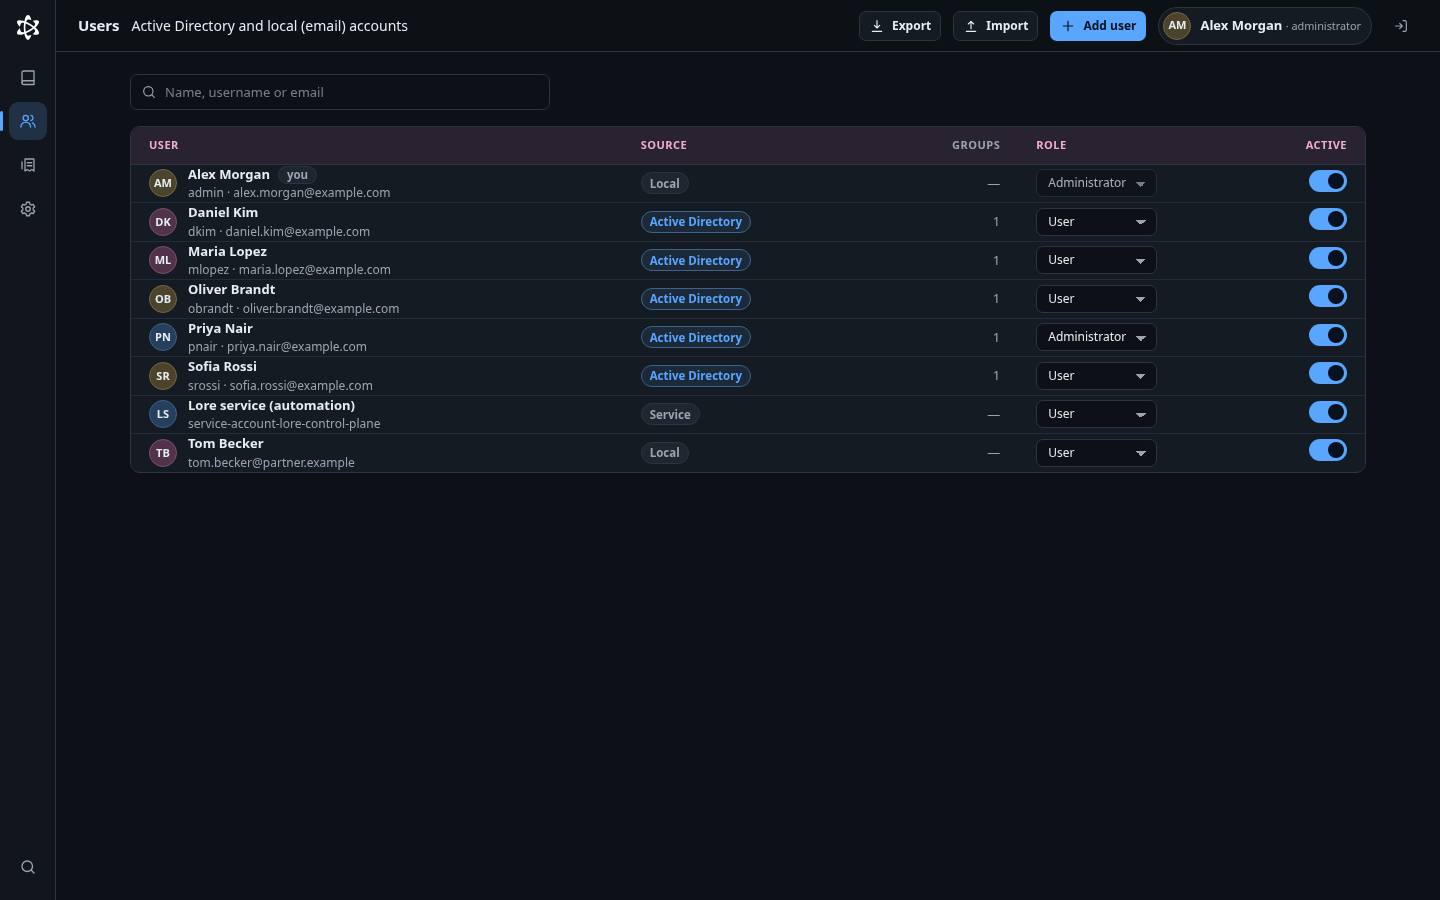 Users Active Directory and local (email) accounts Export Import Add user AM Alex Morgan · administrator
Name, username or email
USER SOURCE GROUPS ROLE ACTIVE
AM Alex Morgan you Local — Administrator
admin · alex.morgan@example.com
DK Daniel Kim Active Directory 1 User
dkim · daniel.kim@example.com
ML Maria Lopez Active Directory 1 User
mlopez · maria.lopez@example.com
OB Oliver Brandt Active Directory 1 User
obrandt · oliver.brandt@example.com
PN Priya Nair Active Directory 1 Administrator
pnair · priya.nair@example.com
SR Sofia Rossi Active Directory 1 User
srossi · sofia.rossi@example.com
LS Lore service (automation) Service — User
service-account-lore-control-plane
TB Tom Becker Local — User
tom.becker@partner.example